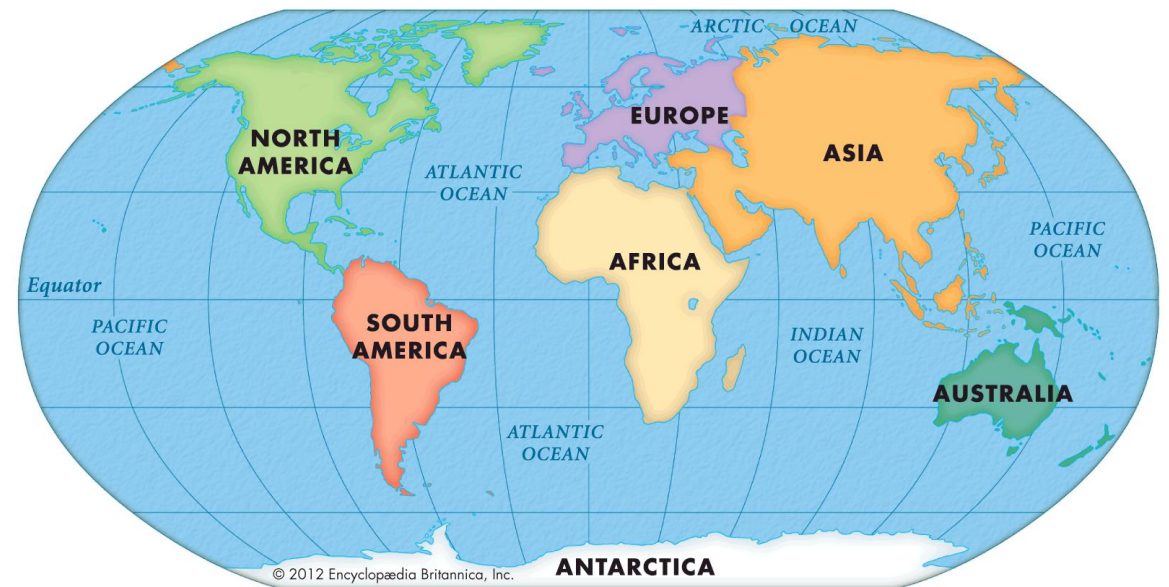 ARCTIC OCEAN
EUROPE
NORTH
AMERICA
ASIA
ATLANTIC
OCEAN
PACIFIC
OCEAN
AFRICA
Equator
PACIFIC
OCEAN
SOUTH
AMERICA
INDIAN
OCEAN
AUSTRALIA
ATLANTIC
OCEAN
ANTARCTICA
© 2012 Encyclopædia Britannica, Inc.